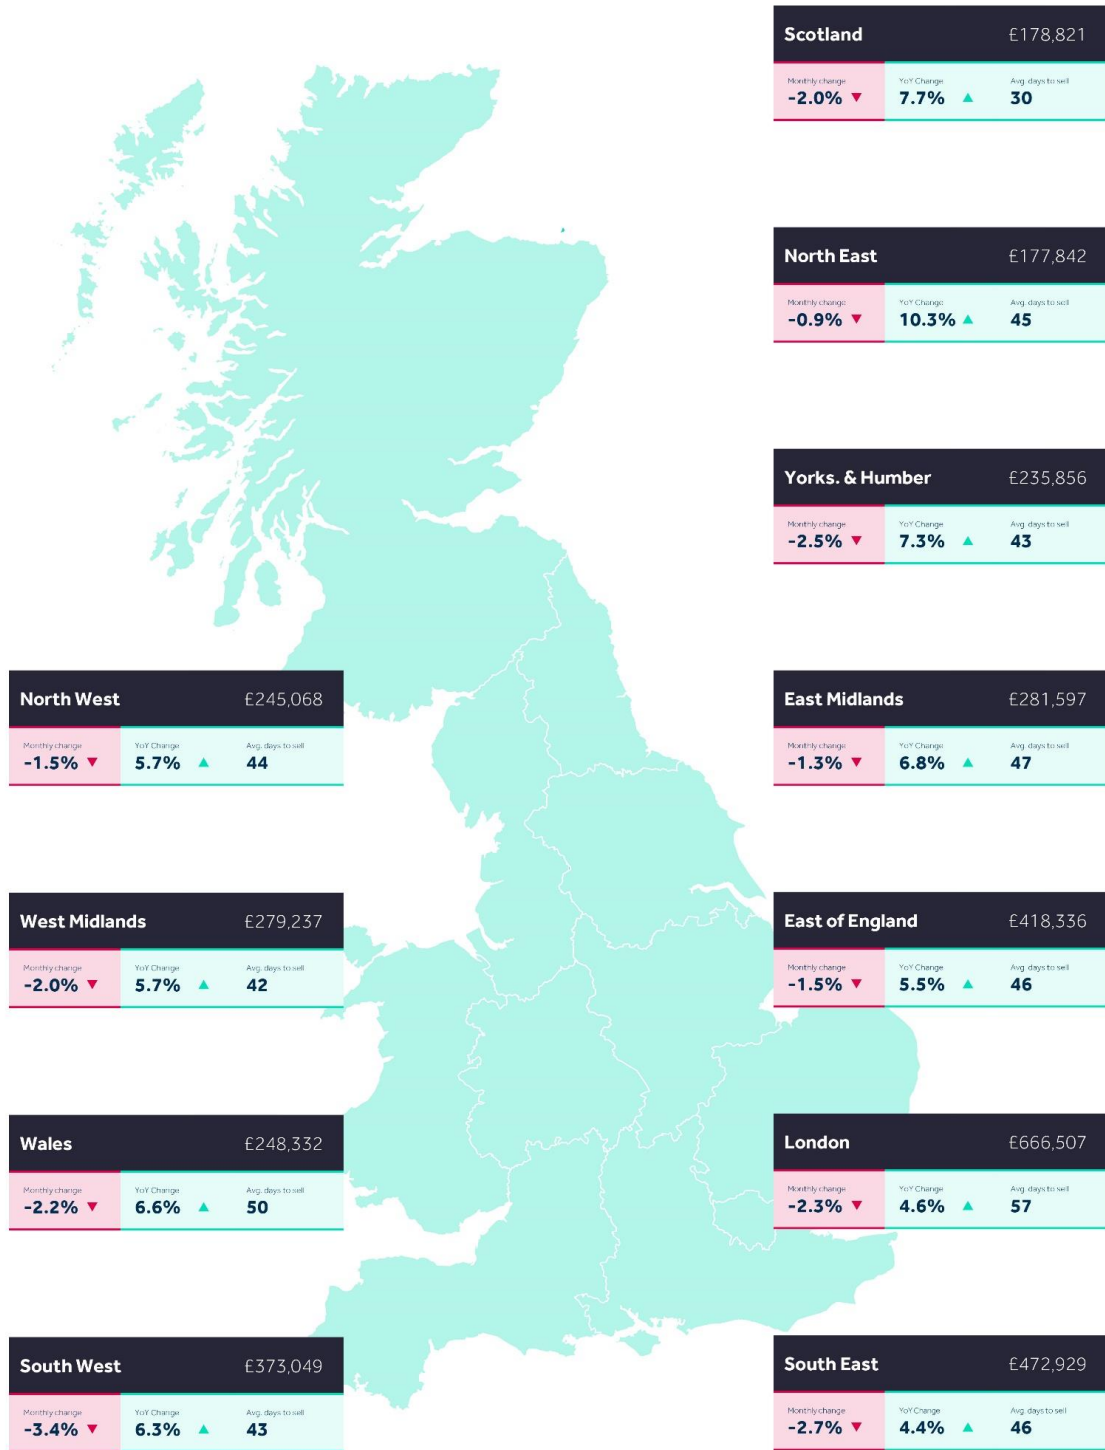 Scotland £178,821
Monthly change YoY Change Avg. days to sell
-2.0% ▼ 7.7% ▲ 30
North East £177,842
Monthly change YoY Change Avg. days to sell
-0.9% ▼ 10.3% ▲ 45
Yorks. & Humber £235,856
Monthly change YoY Change Avg. days to sell
-2.5% ▼ 7.3% ▲ 43
North West £245,068
Monthly change YoY Change Avg. days to sell
-1.5% ▼ 5.7% ▲ 44
East Midlands £281,597
Monthly change YoY Change Avg. days to sell
-1.3% ▼ 6.8% ▲ 47
West Midlands £279,237
Monthly change YoY Change Avg. days to sell
-2.0% ▼ 5.7% ▲ 42
East of England £418,336
Monthly change YoY Change Avg. days to sell
-1.5% ▼ 5.5% ▲ 46
Wales £248,332
Monthly change YoY Change Avg. days to sell
-2.2% ▼ 6.6% ▲ 50
London £666,507
Monthly change YoY Change Avg. days to sell
-2.3% ▼ 4.6% ▲ 57
South West £373,049
Monthly change YoY Change Avg. days to sell
-3.4% ▼ 6.3% ▲ 43
South East £472,929
Monthly change YoY Change Avg. days to sell
-2.7% ▼ 4.4% ▲ 46